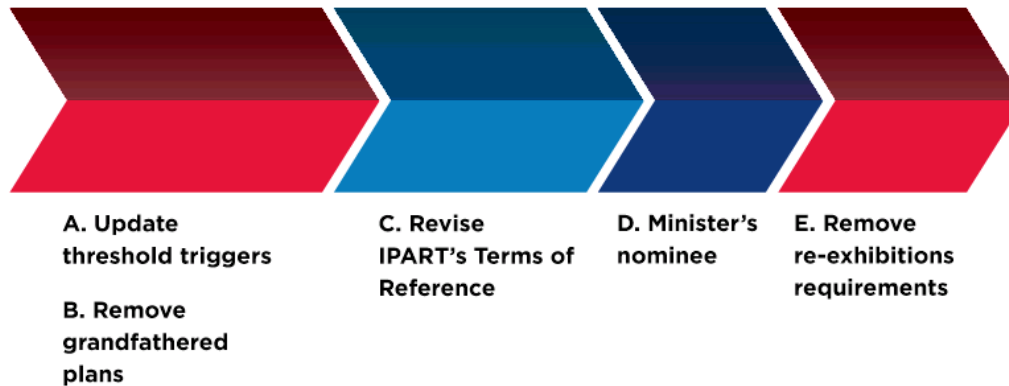 A. Update
threshold triggers
B. Remove
grandfathered
plans
C. Revise
IPART's Terms of
Reference
D. Minister's
nominee
E. Remove
re-exhibitions
requirements